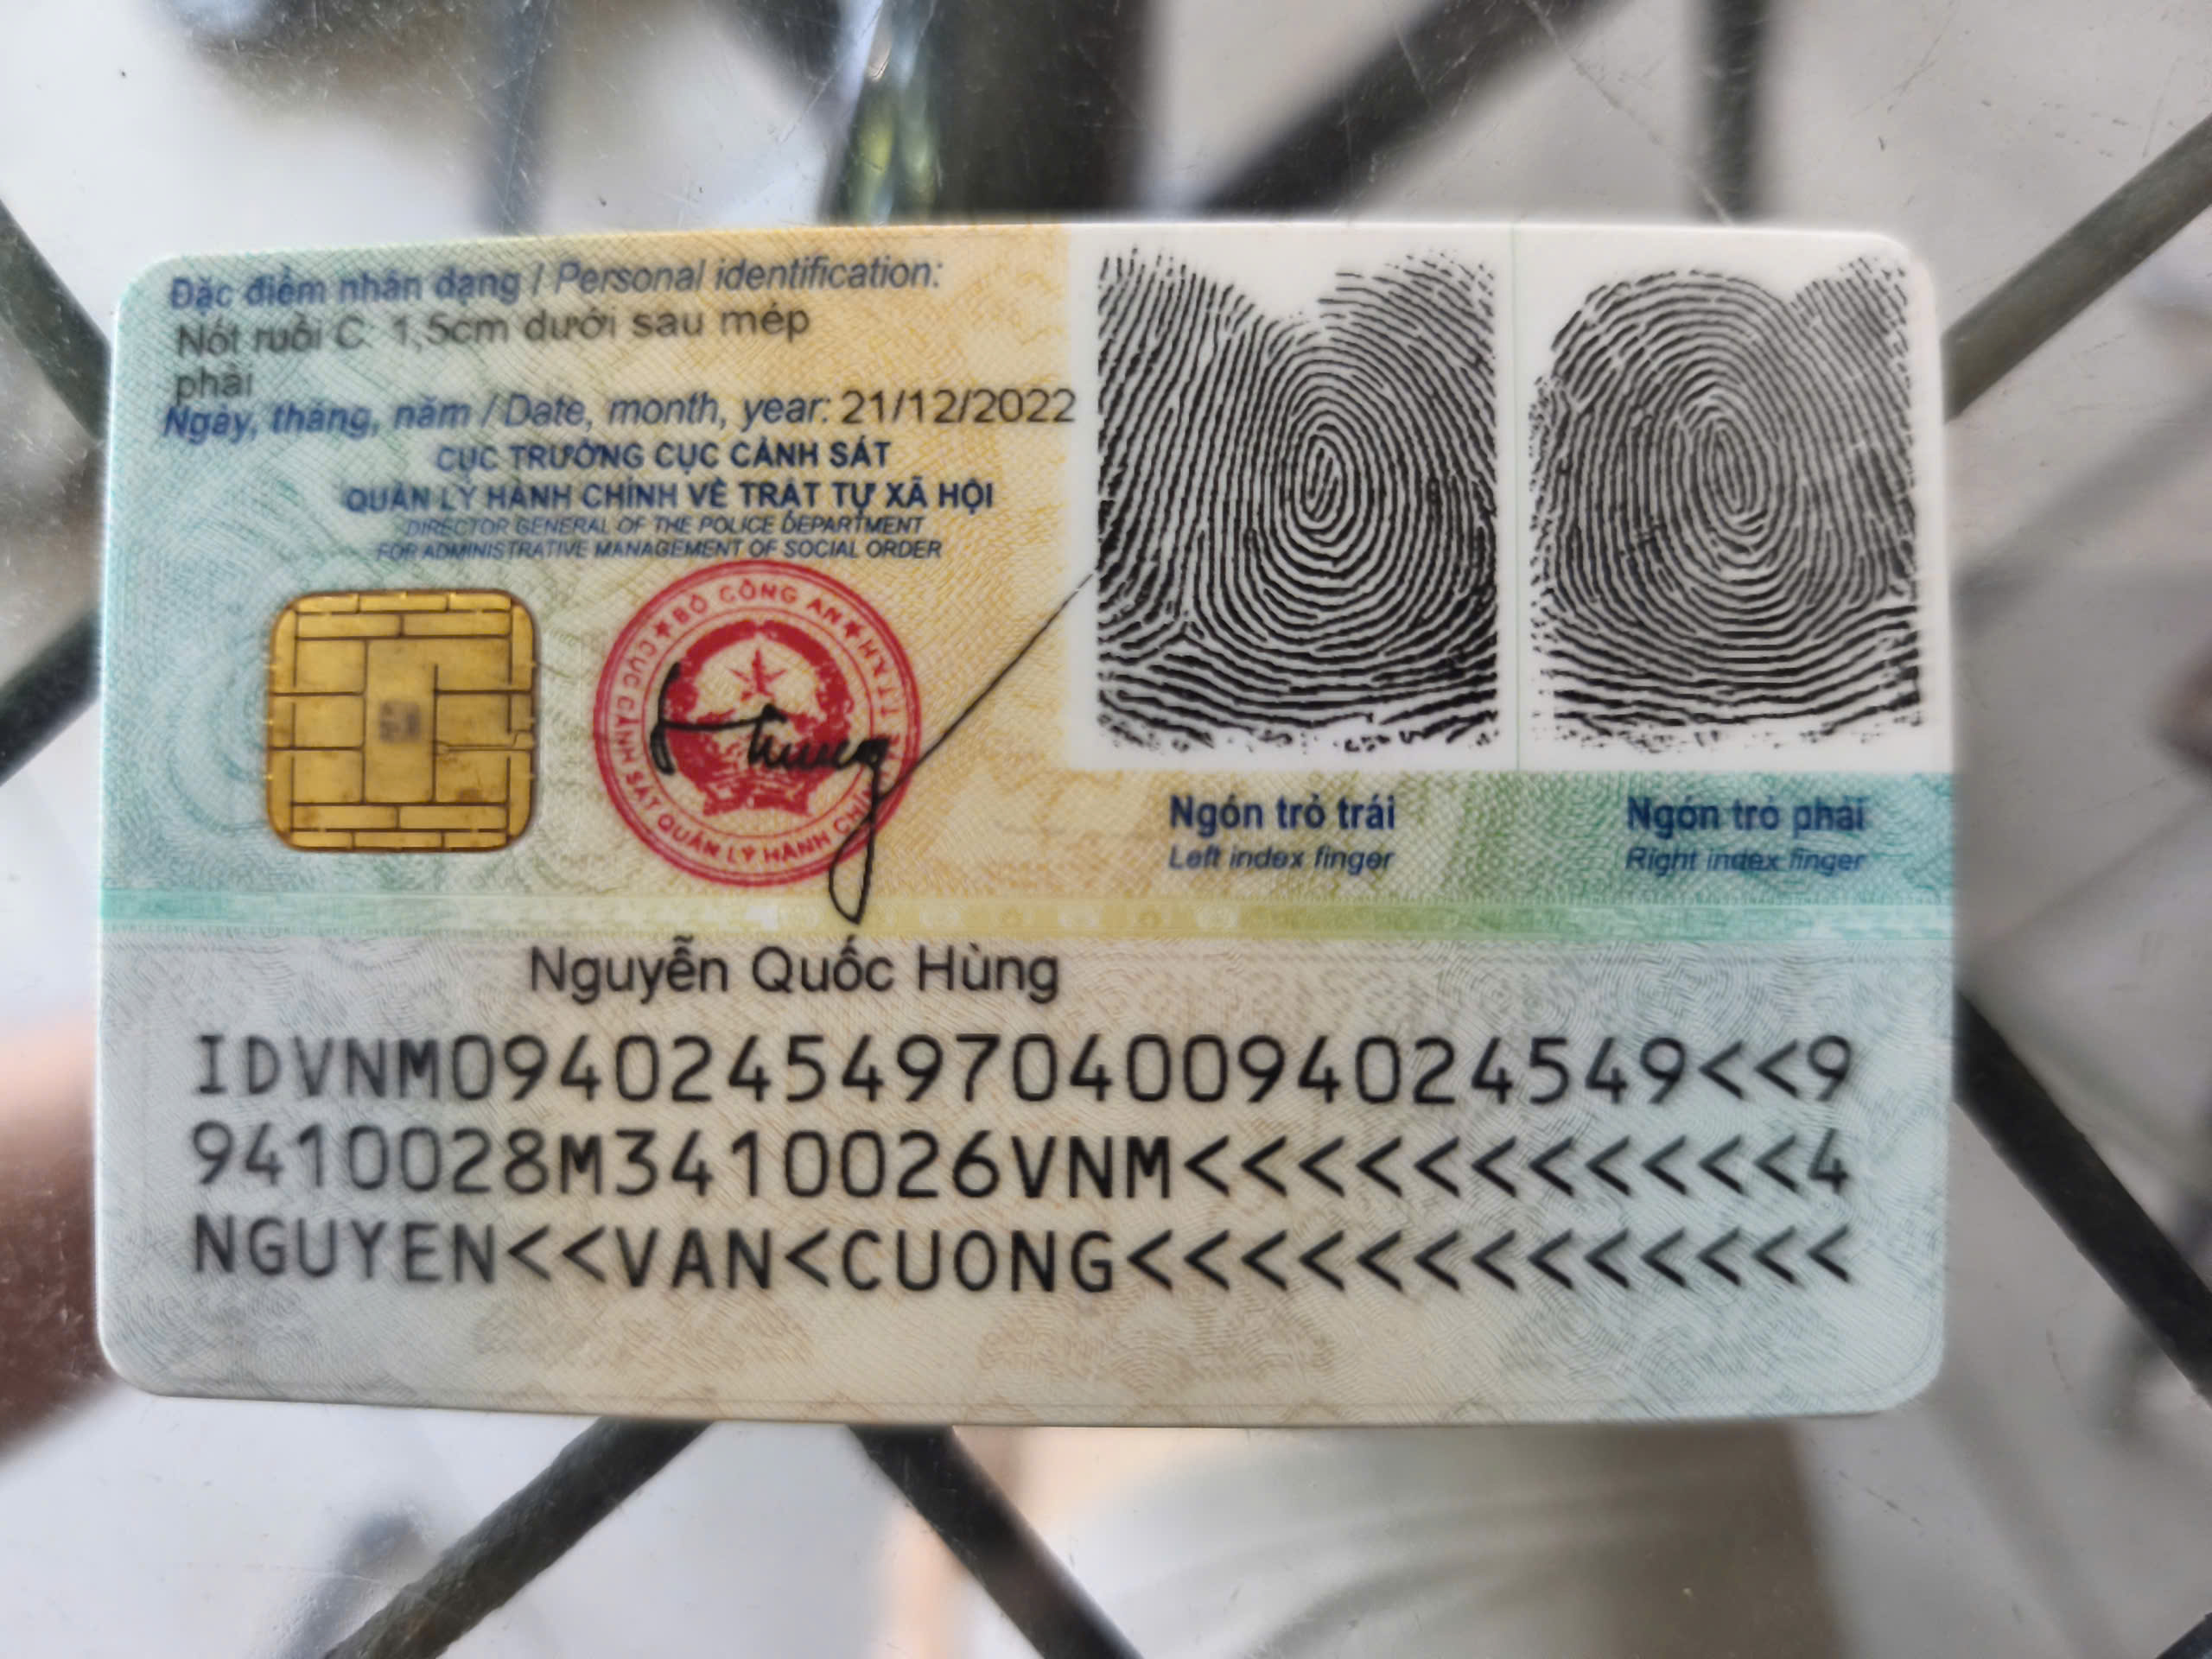 Đặc điểm nhân dạng / Personal identification:
Nốt ruồi C: 1,5cm dưới sau mép
phải
Ngày, tháng, năm / Date, month, year: 21/12/2022
CỤC TRƯỞNG CỤC CẢNH SÁT
QUẢN LÝ HÀNH CHÍNH VỀ TRẬT TỰ XÃ HỘI
DIRECTOR GENERAL OF THE POLICE DEPARTMENT
FOR ADMINISTRATIVE MANAGEMENT OF SOCIAL ORDER
BỘ CÔNG AN
CỤC CẢNH SÁT QUẢN LÝ HÀNH CHÍNH
Ngón trỏ trái
Left index finger
Ngón trỏ phải
Right index finger
Nguyễn Quốc Hùng
IDVNM0940245497040094024549<<9
9410028M3410026VNM<<<<<<<<<<<4
NGUYEN<<VAN<CUONG<<<<<<<<<<<<<